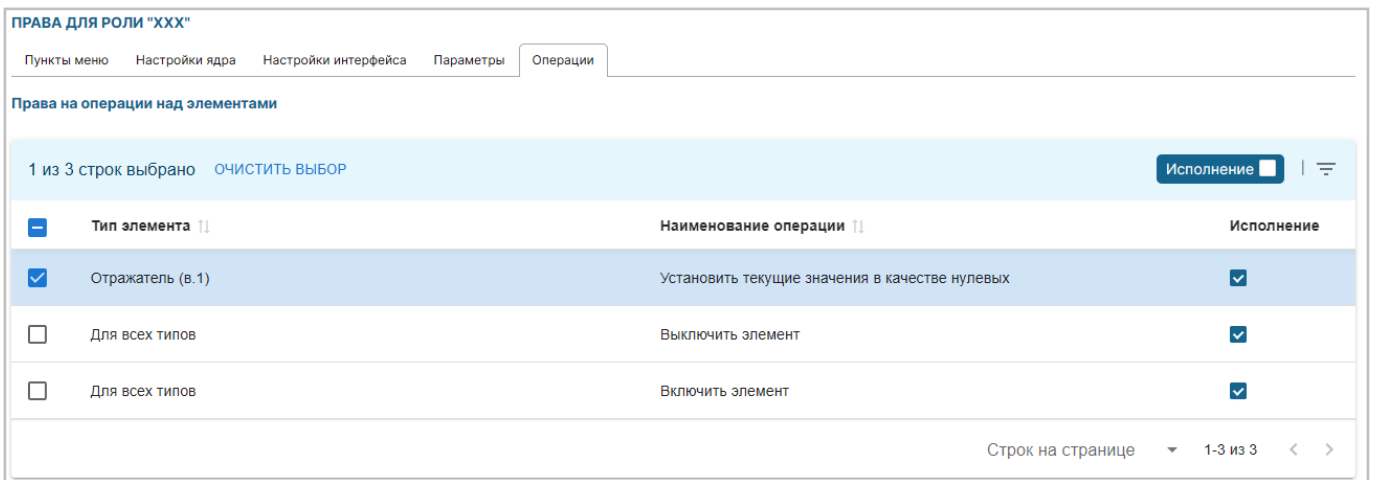 ПРАВА ДЛЯ РОЛИ "XXX"
Пункты меню Настройки ядра Настройки интерфейса Параметры Операции
Права на операции над элементами
1 из 3 строк выбрано ОЧИСТИТЬ ВЫБОР Исполнение
Тип элемента Наименование операции Исполнение
Отражатель (в.1) Установить текущие значения в качестве нулевых
Для всех типов Выключить элемент
Для всех типов Включить элемент
Строк на странице 1-3 из 3